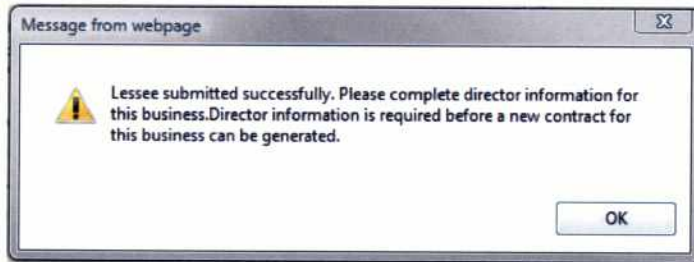 Message from webpage
Lessee submitted successfully. Please complete director information for
this business.Director information is required before a new contract for
this business can be generated.
OK